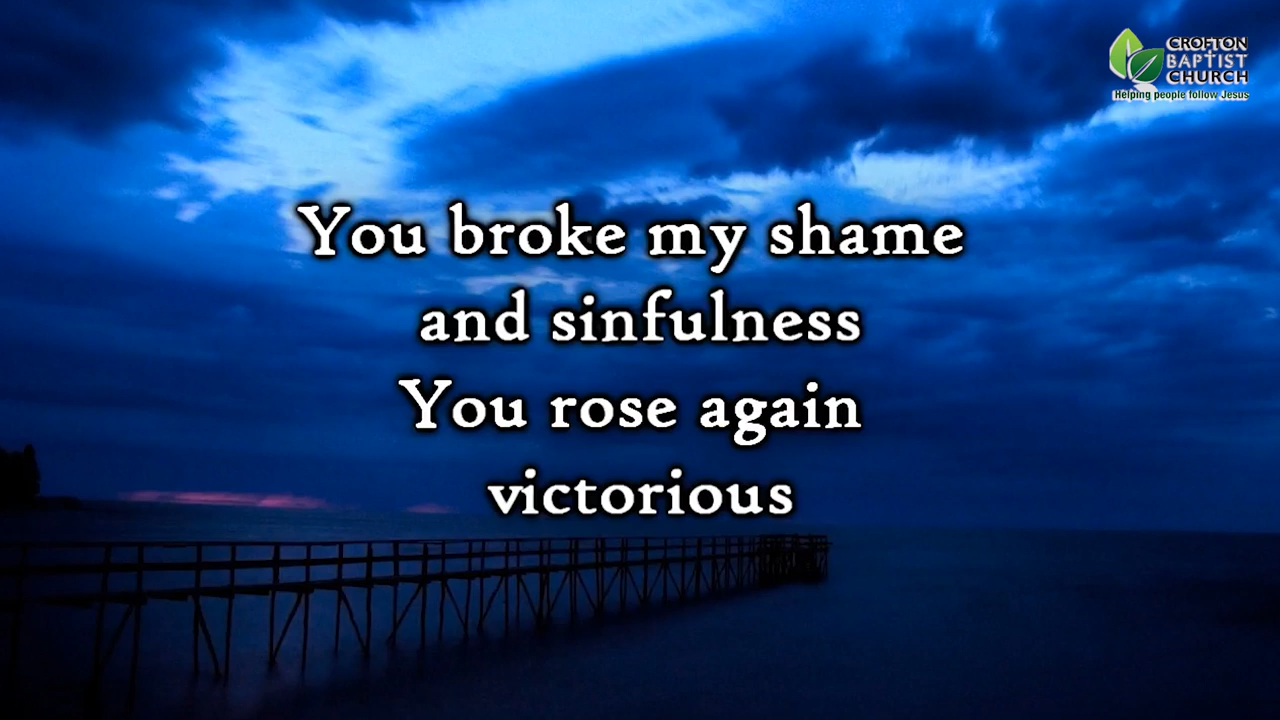 CROFTON
BAPTIST
CHURCH
Helping people follow Jesus
You broke my shame
and sinfulness
You rose again
victorious